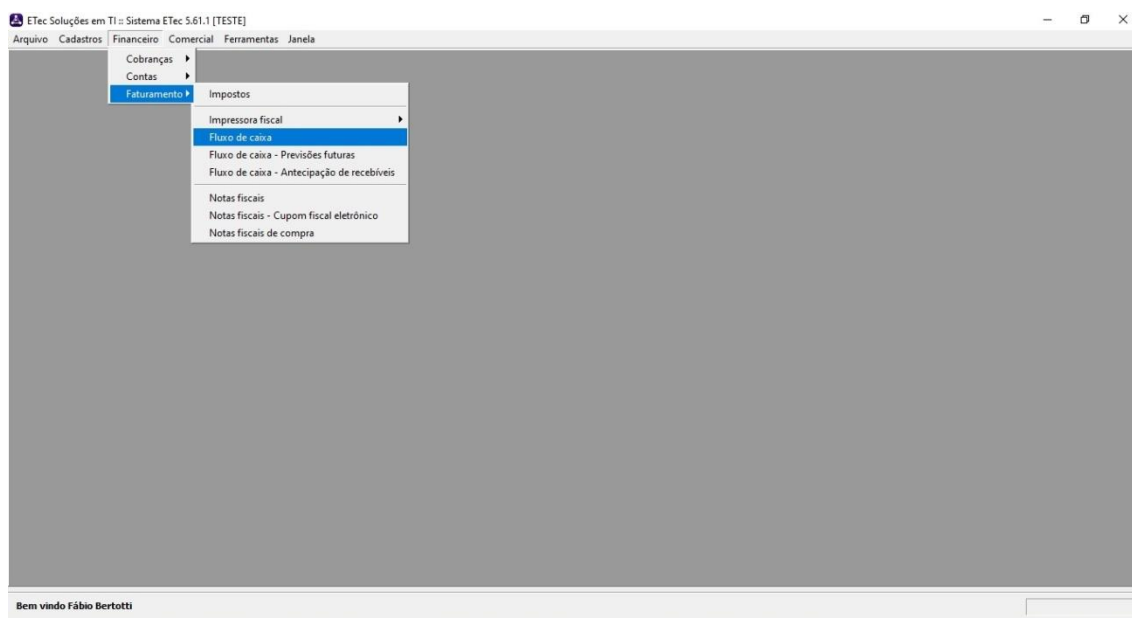 ETec Soluções em TI :: Sistema ETec 5.61.1 [TESTE]
Arquivo Cadastros Financeiro Comercial Ferramentas Janela
Cobranças
Contas
Faturamento
Impostos
Impressora fiscal
Fluxo de caixa
Fluxo de caixa - Previsões futuras
Fluxo de caixa - Antecipação de recebíveis
Notas fiscais
Notas fiscais - Cupom fiscal eletrônico
Notas fiscais de compra
Bem vindo Fábio Bertotti